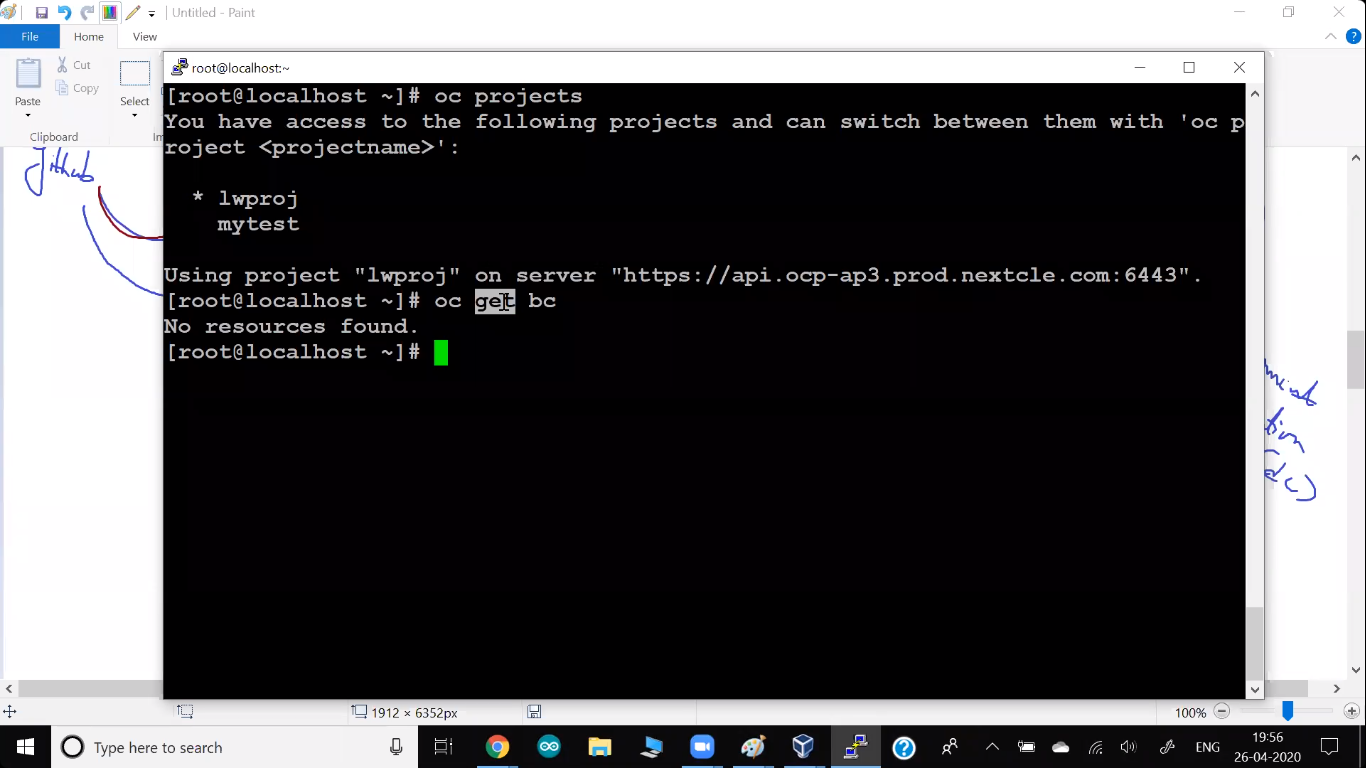 Untitled - Paint
File
Home
View
Cut
Copy
Paste
Select
Clipboard
Github
root@localhost:~
[root@localhost ~]# oc projects
You have access to the following projects and can switch between them with 'oc p
roject <projectname>':
* lwproj
mytest
Using project "lwproj" on server "https://api.ocp-ap3.prod.nextcle.com:6443".
[root@localhost ~]# oc get bc
No resources found.
[root@localhost ~]#
1912 × 6352px
100%
Type here to search
ENG
19:56
26-04-2020